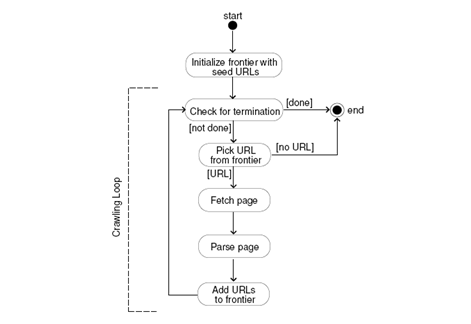 start
Initialize frontier with
seed URLs
Check for termination
[done]
end
[not done]
Pick URL
from frontier
[no URL]
[URL]
Fetch page
Parse page
Add URLs
to frontier
Crawling Loop